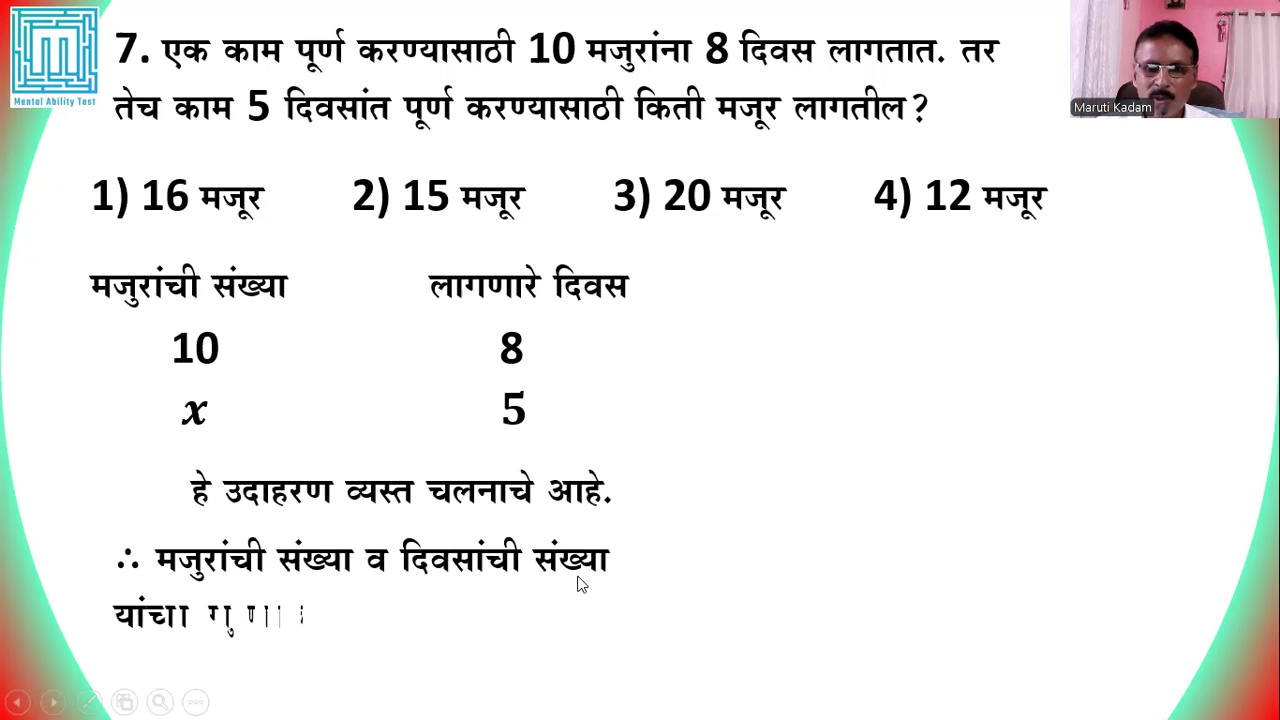 Mental Ability Test
7. एक काम पूर्ण करण्यासाठी 10 मजुरांना 8 दिवस लागतात. तर
तेच काम 5 दिवसांत पूर्ण करण्यासाठी किती मजूर लागतील?
Maruti Kadam
1) 16 मजूर 2) 15 मजूर 3) 20 मजूर 4) 12 मजूर
मजुरांची संख्या लागणारे दिवस
10 8
x 5
हे उदाहरण व्यस्त चलनाचे आहे.
∴ मजुरांची संख्या व दिवसांची संख्या
यांचा